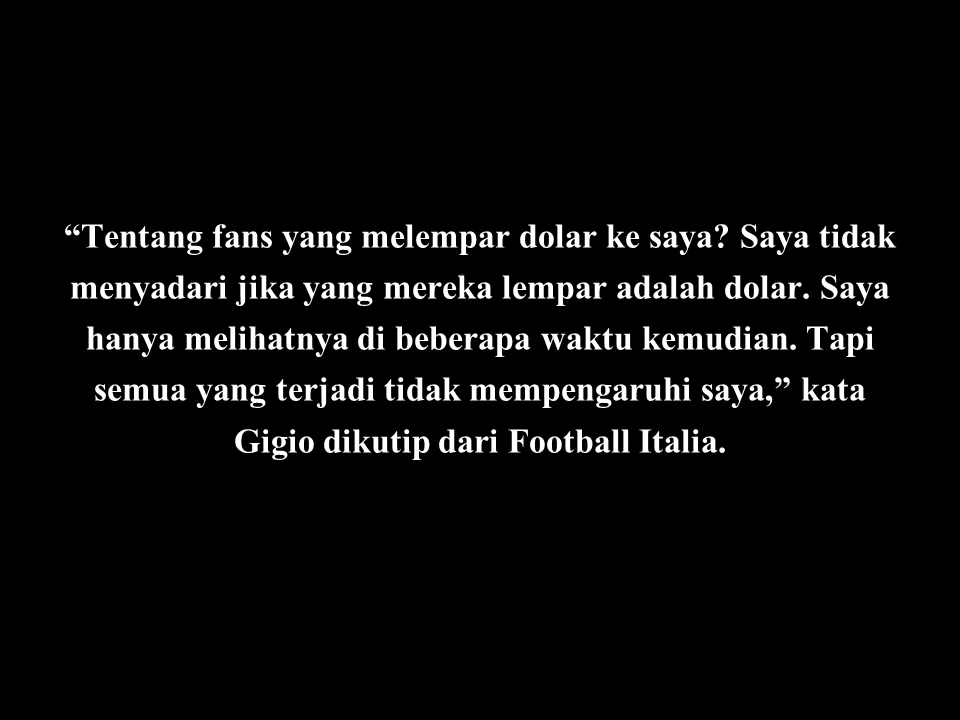 “Tentang fans yang melempar dolar ke saya? Saya tidak
menyadari jika yang mereka lempar adalah dolar. Saya
hanya melihatnya di beberapa waktu kemudian. Tapi
semua yang terjadi tidak mempengaruhi saya,” kata
Gigio dikutip dari Football Italia.